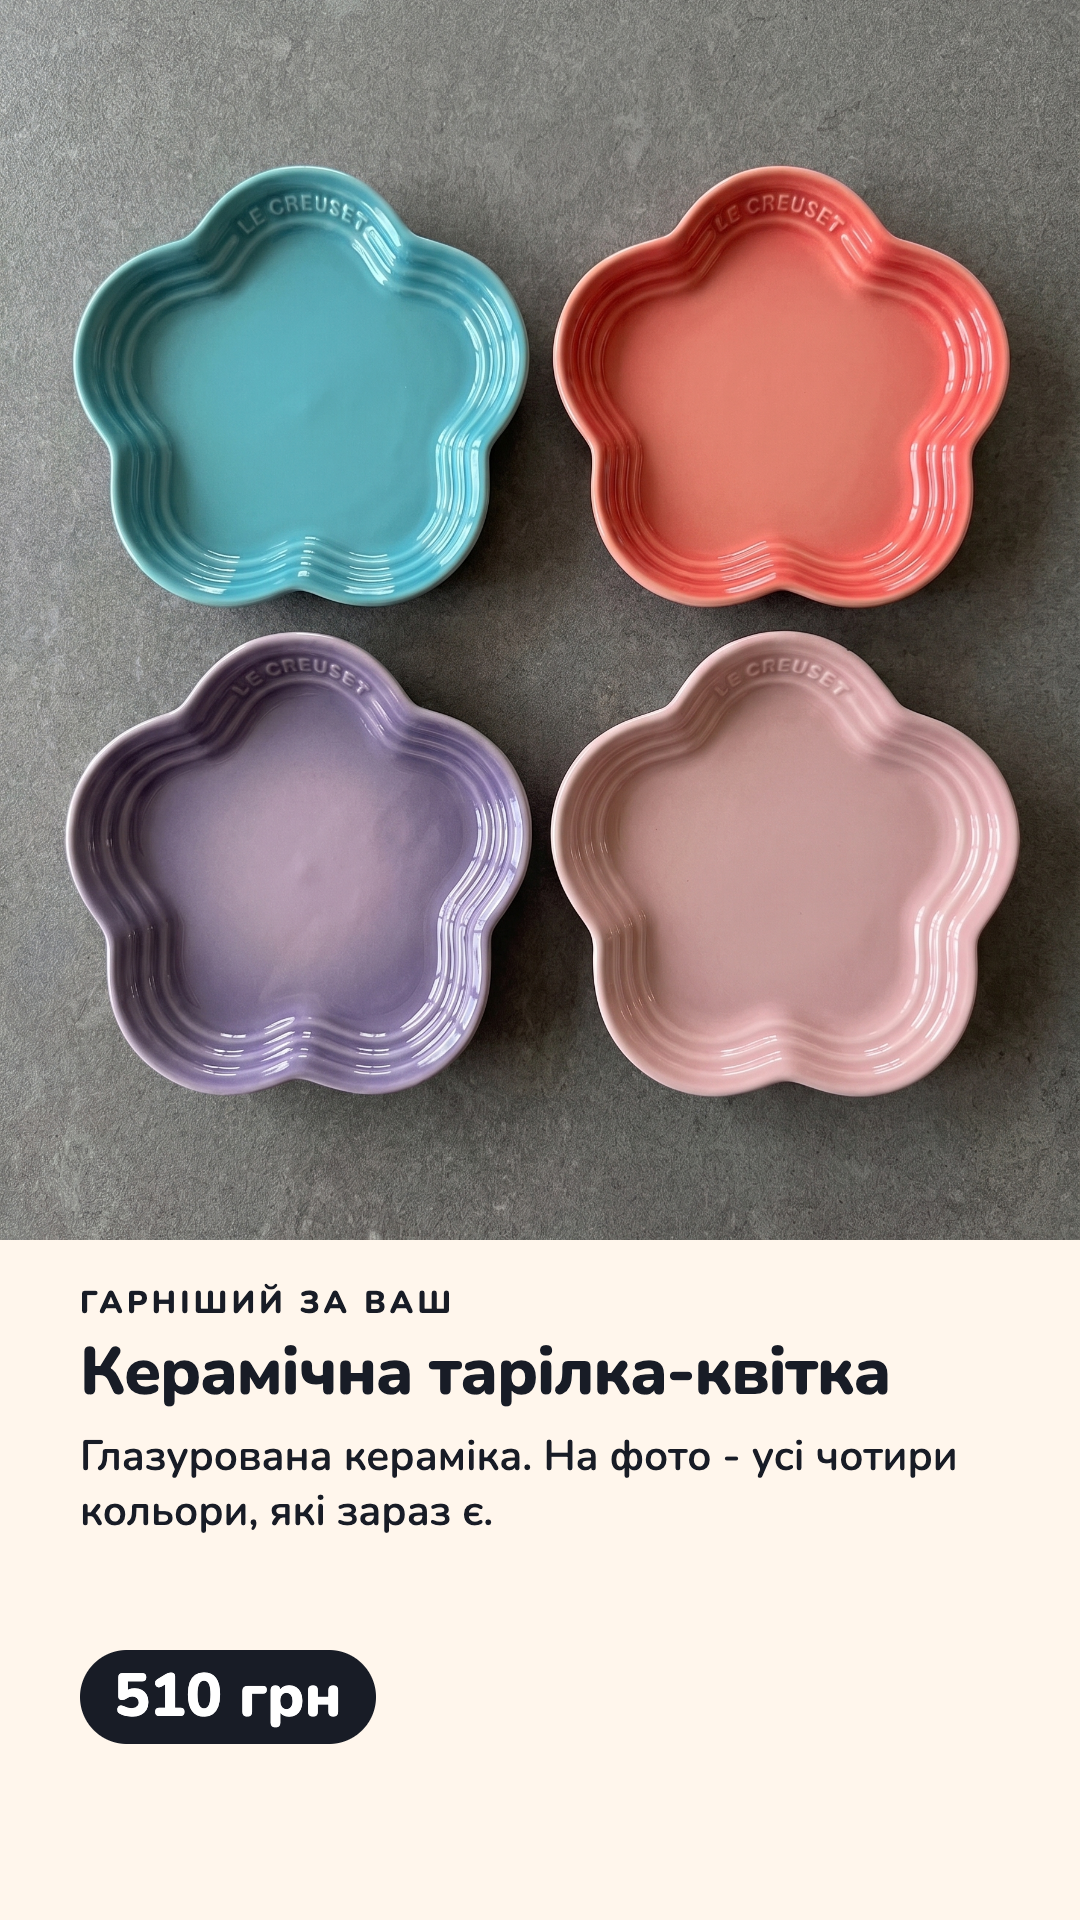 LE CREUSET
LE CREUSET
LE CREUSET
LE CREUSET
ГАРНІШИЙ ЗА ВАШ
Керамічна тарілка-квітка
Глазурована кераміка. На фото - усі чотири
кольори, які зараз є.
510 грн